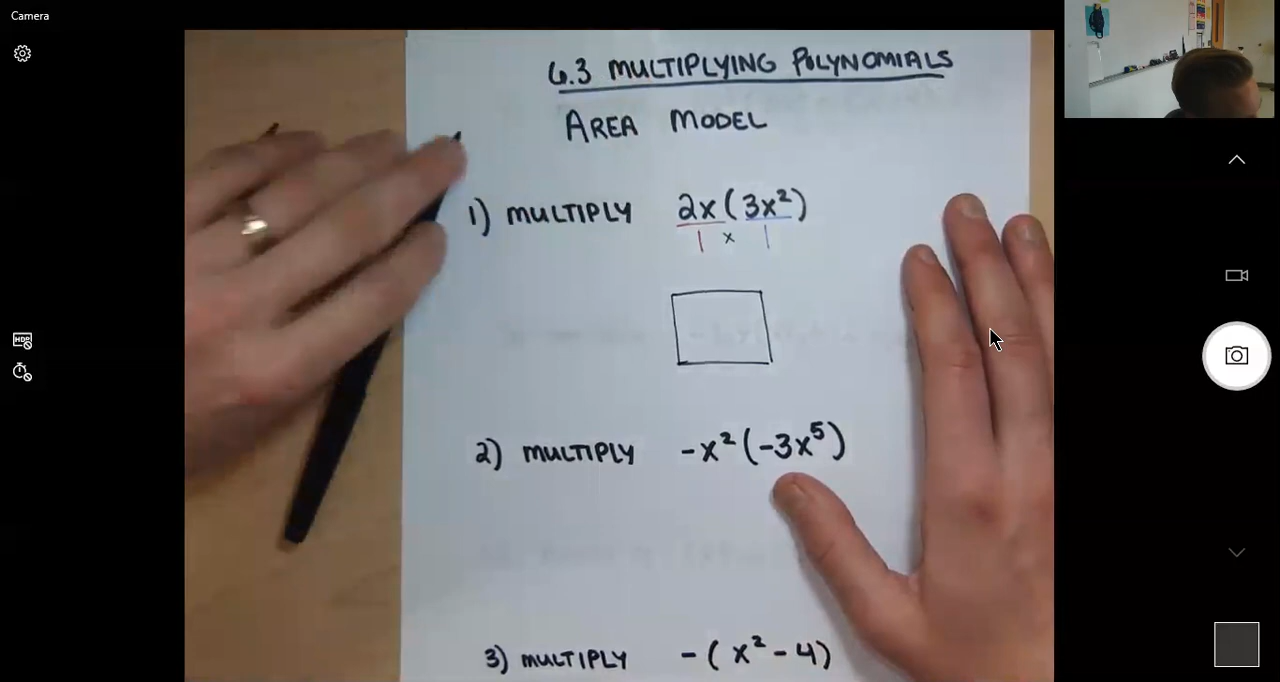 Camera
6.3 MULTIPLYING POLYNOMIALS
AREA MODEL
1) MULTIPLY 2x(3x²)
1 x 1
2) MULTIPLY -x²(-3x⁵)
3) MULTIPLY -(x²-4)